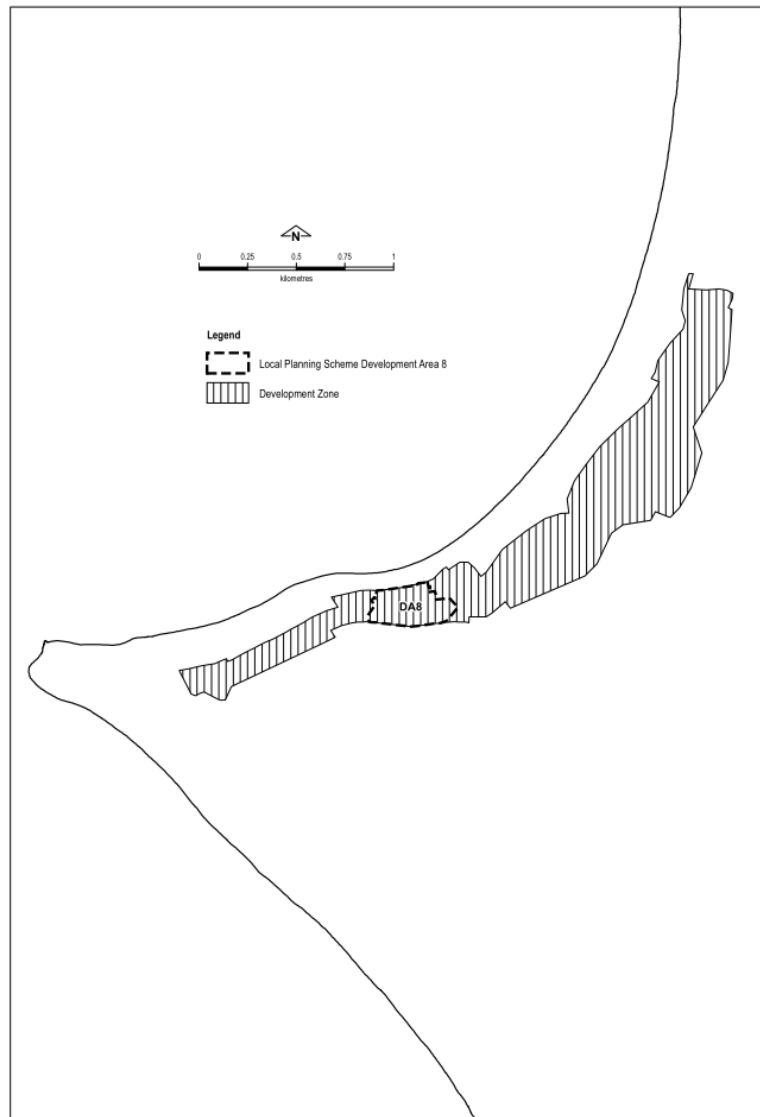 N
0 0.25 0.5 0.75 1
kilometres
Legend
Local Planning Scheme Development Area 8
Development Zone
DA8